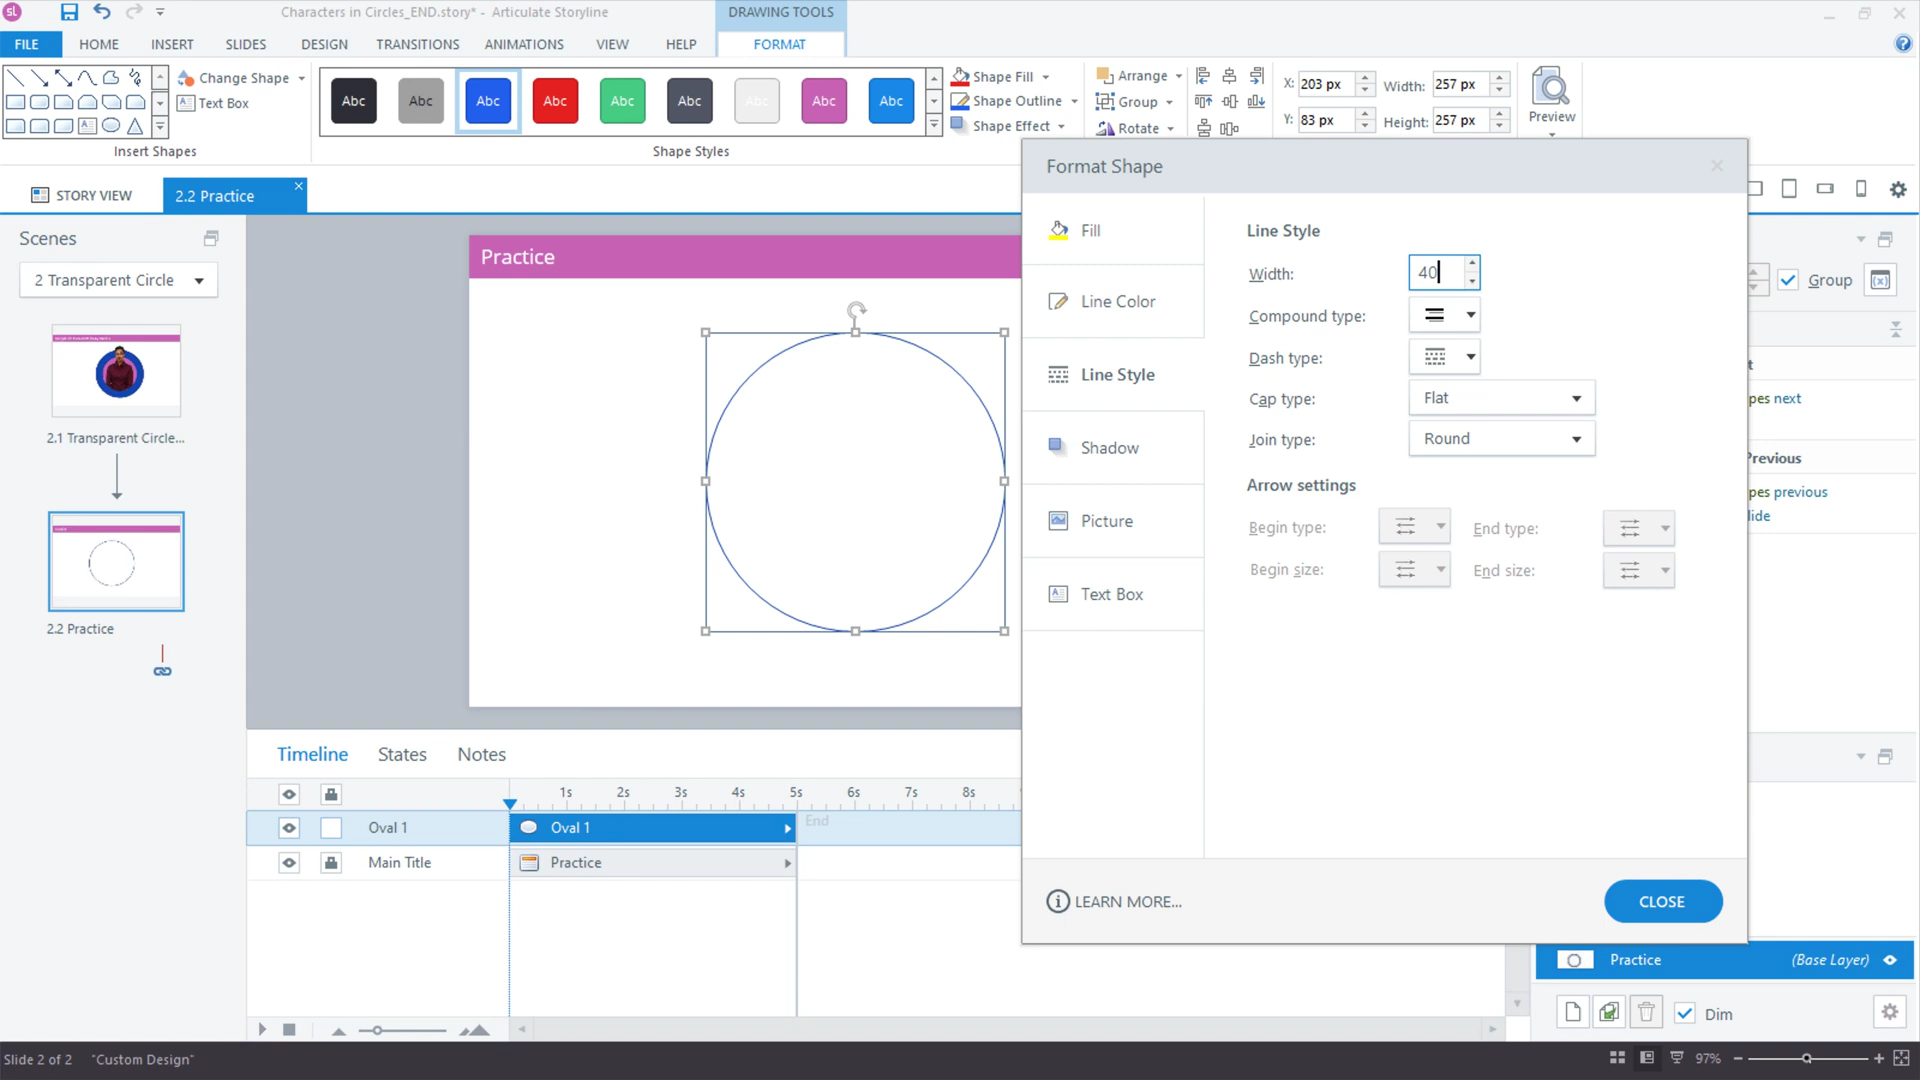 sl
Characters in Circles_END.story* - Articulate Storyline
DRAWING TOOLS
FILE HOME INSERT SLIDES DESIGN TRANSITIONS ANIMATIONS VIEW HELP FORMAT
Change Shape
Text Box
Insert Shapes
Abc Abc Abc Abc Abc Abc Abc Abc Abc
Shape Styles
Shape Fill
Shape Outline
Shape Effect
Arrange
Group
Rotate
X: 203 px Width: 257 px
Y: 83 px Height: 257 px
Preview
STORY VIEW
2.2 Practice
Scenes
2 Transparent Circle
2.1 Transparent Circle...
2.2 Practice
Practice
Format Shape
Fill
Line Color
Line Style
Shadow
Picture
Text Box
Line Style
Width: 40
Compound type:
Dash type:
Cap type: Flat
Join type: Round
Arrow settings
Begin type: End type:
Begin size: End size:
LEARN MORE...
CLOSE
Group
t
pes next
Previous
pes previous
lide
Timeline States Notes
1s 2s 3s 4s 5s 6s 7s 8s
Oval 1 Oval 1 End
Main Title Practice
Practice (Base Layer)
Dim
Slide 2 of 2 "Custom Design"
97%